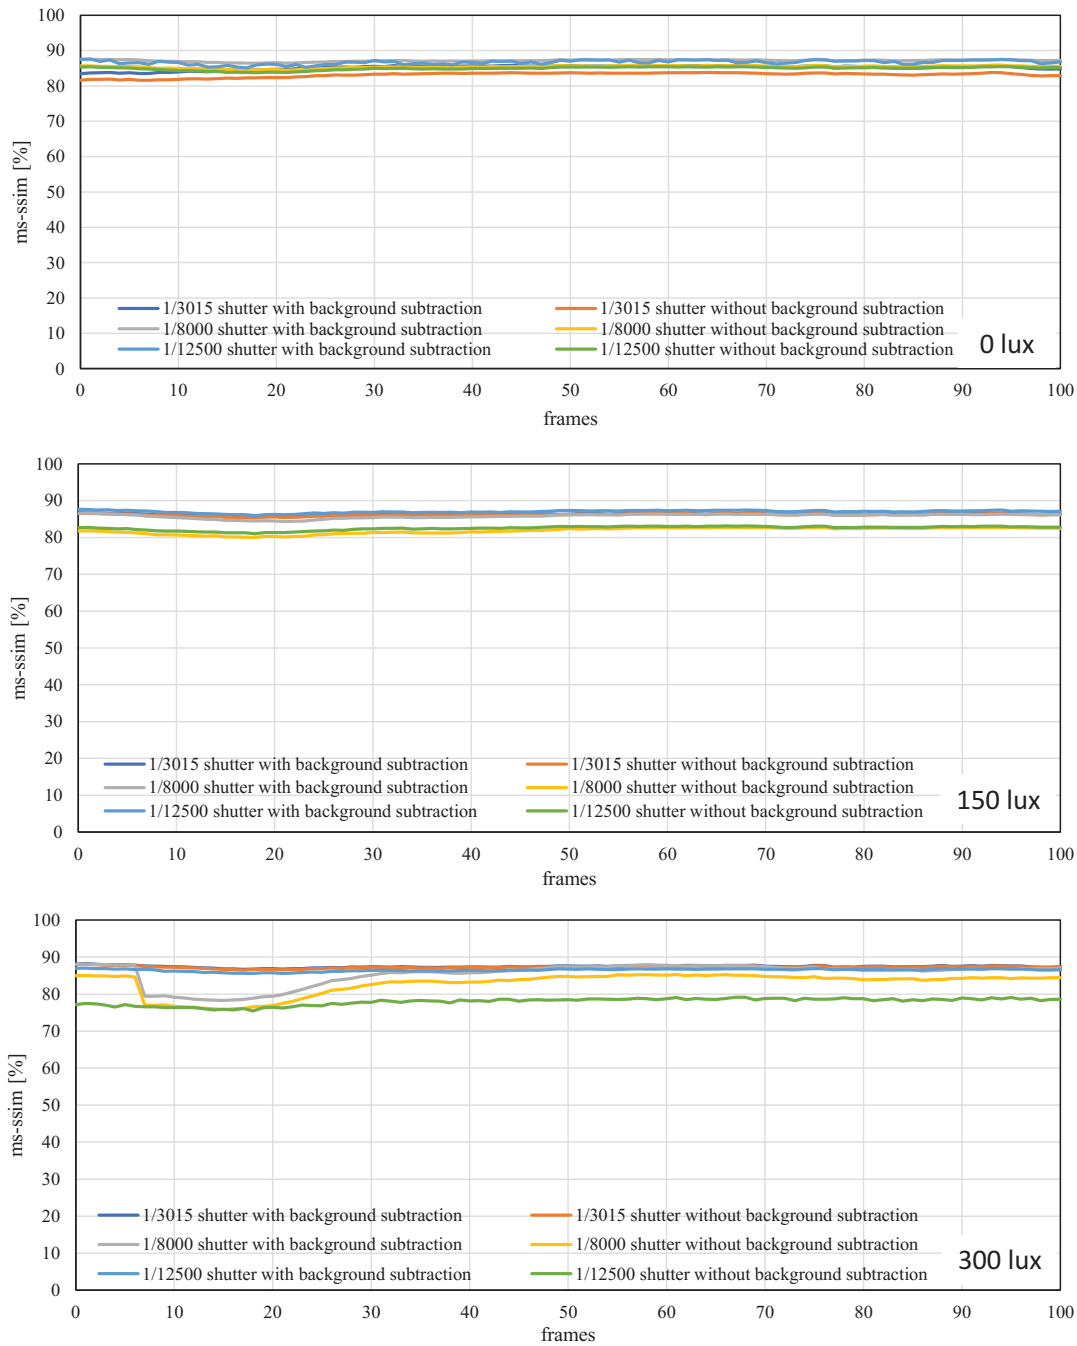 100
90
80
70
60
50
40
30
20
10
0
ms-ssim [%]
1/3015 shutter with background subtraction 1/3015 shutter without background subtraction
1/8000 shutter with background subtraction 1/8000 shutter without background subtraction
1/12500 shutter with background subtraction 1/12500 shutter without background subtraction
0 lux
0 10 20 30 40 50 60 70 80 90 100
frames
100
90
80
70
60
50
40
30
20
10
0
ms-ssim [%]
1/3015 shutter with background subtraction 1/3015 shutter without background subtraction
1/8000 shutter with background subtraction 1/8000 shutter without background subtraction
1/12500 shutter with background subtraction 1/12500 shutter without background subtraction
150 lux
0 10 20 30 40 50 60 70 80 90 100
frames
100
90
80
70
60
50
40
30
20
10
0
ms-ssim [%]
1/3015 shutter with background subtraction 1/3015 shutter without background subtraction
1/8000 shutter with background subtraction 1/8000 shutter without background subtraction
1/12500 shutter with background subtraction 1/12500 shutter without background subtraction
300 lux
0 10 20 30 40 50 60 70 80 90 100
frames